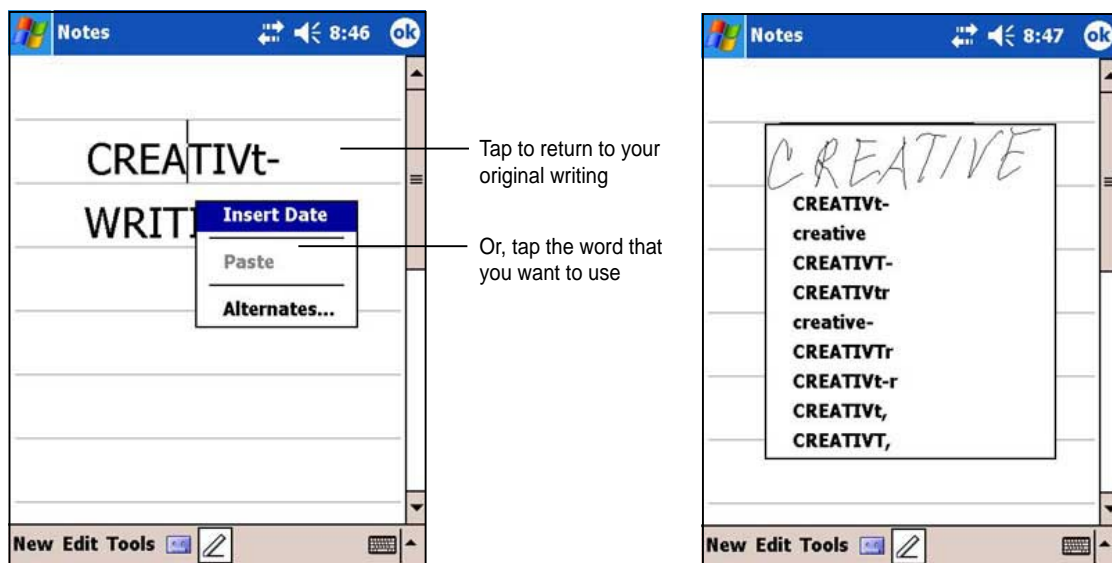 Notes 8:46 ok
CREATIVt-
WRITI
Insert Date
Paste
Alternates...
New Edit Tools
Tap to return to your
original writing
Or, tap the word that
you want to use
Notes 8:47 ok
CREATIVE
CREATIVt-
creative
CREATIVT-
CREATIVtr
creative-
CREATIVTr
CREATIVt-r
CREATIVt,
CREATIVT,
New Edit Tools